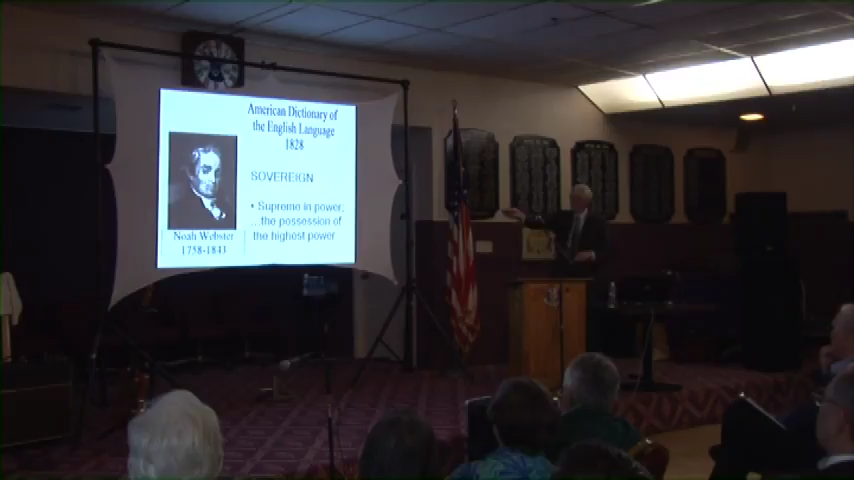 American Dictionary of
the English Language
1828
SOVEREIGN
• Supreme in power;
...the possession of
the highest power
Noah Webster
1758-1843